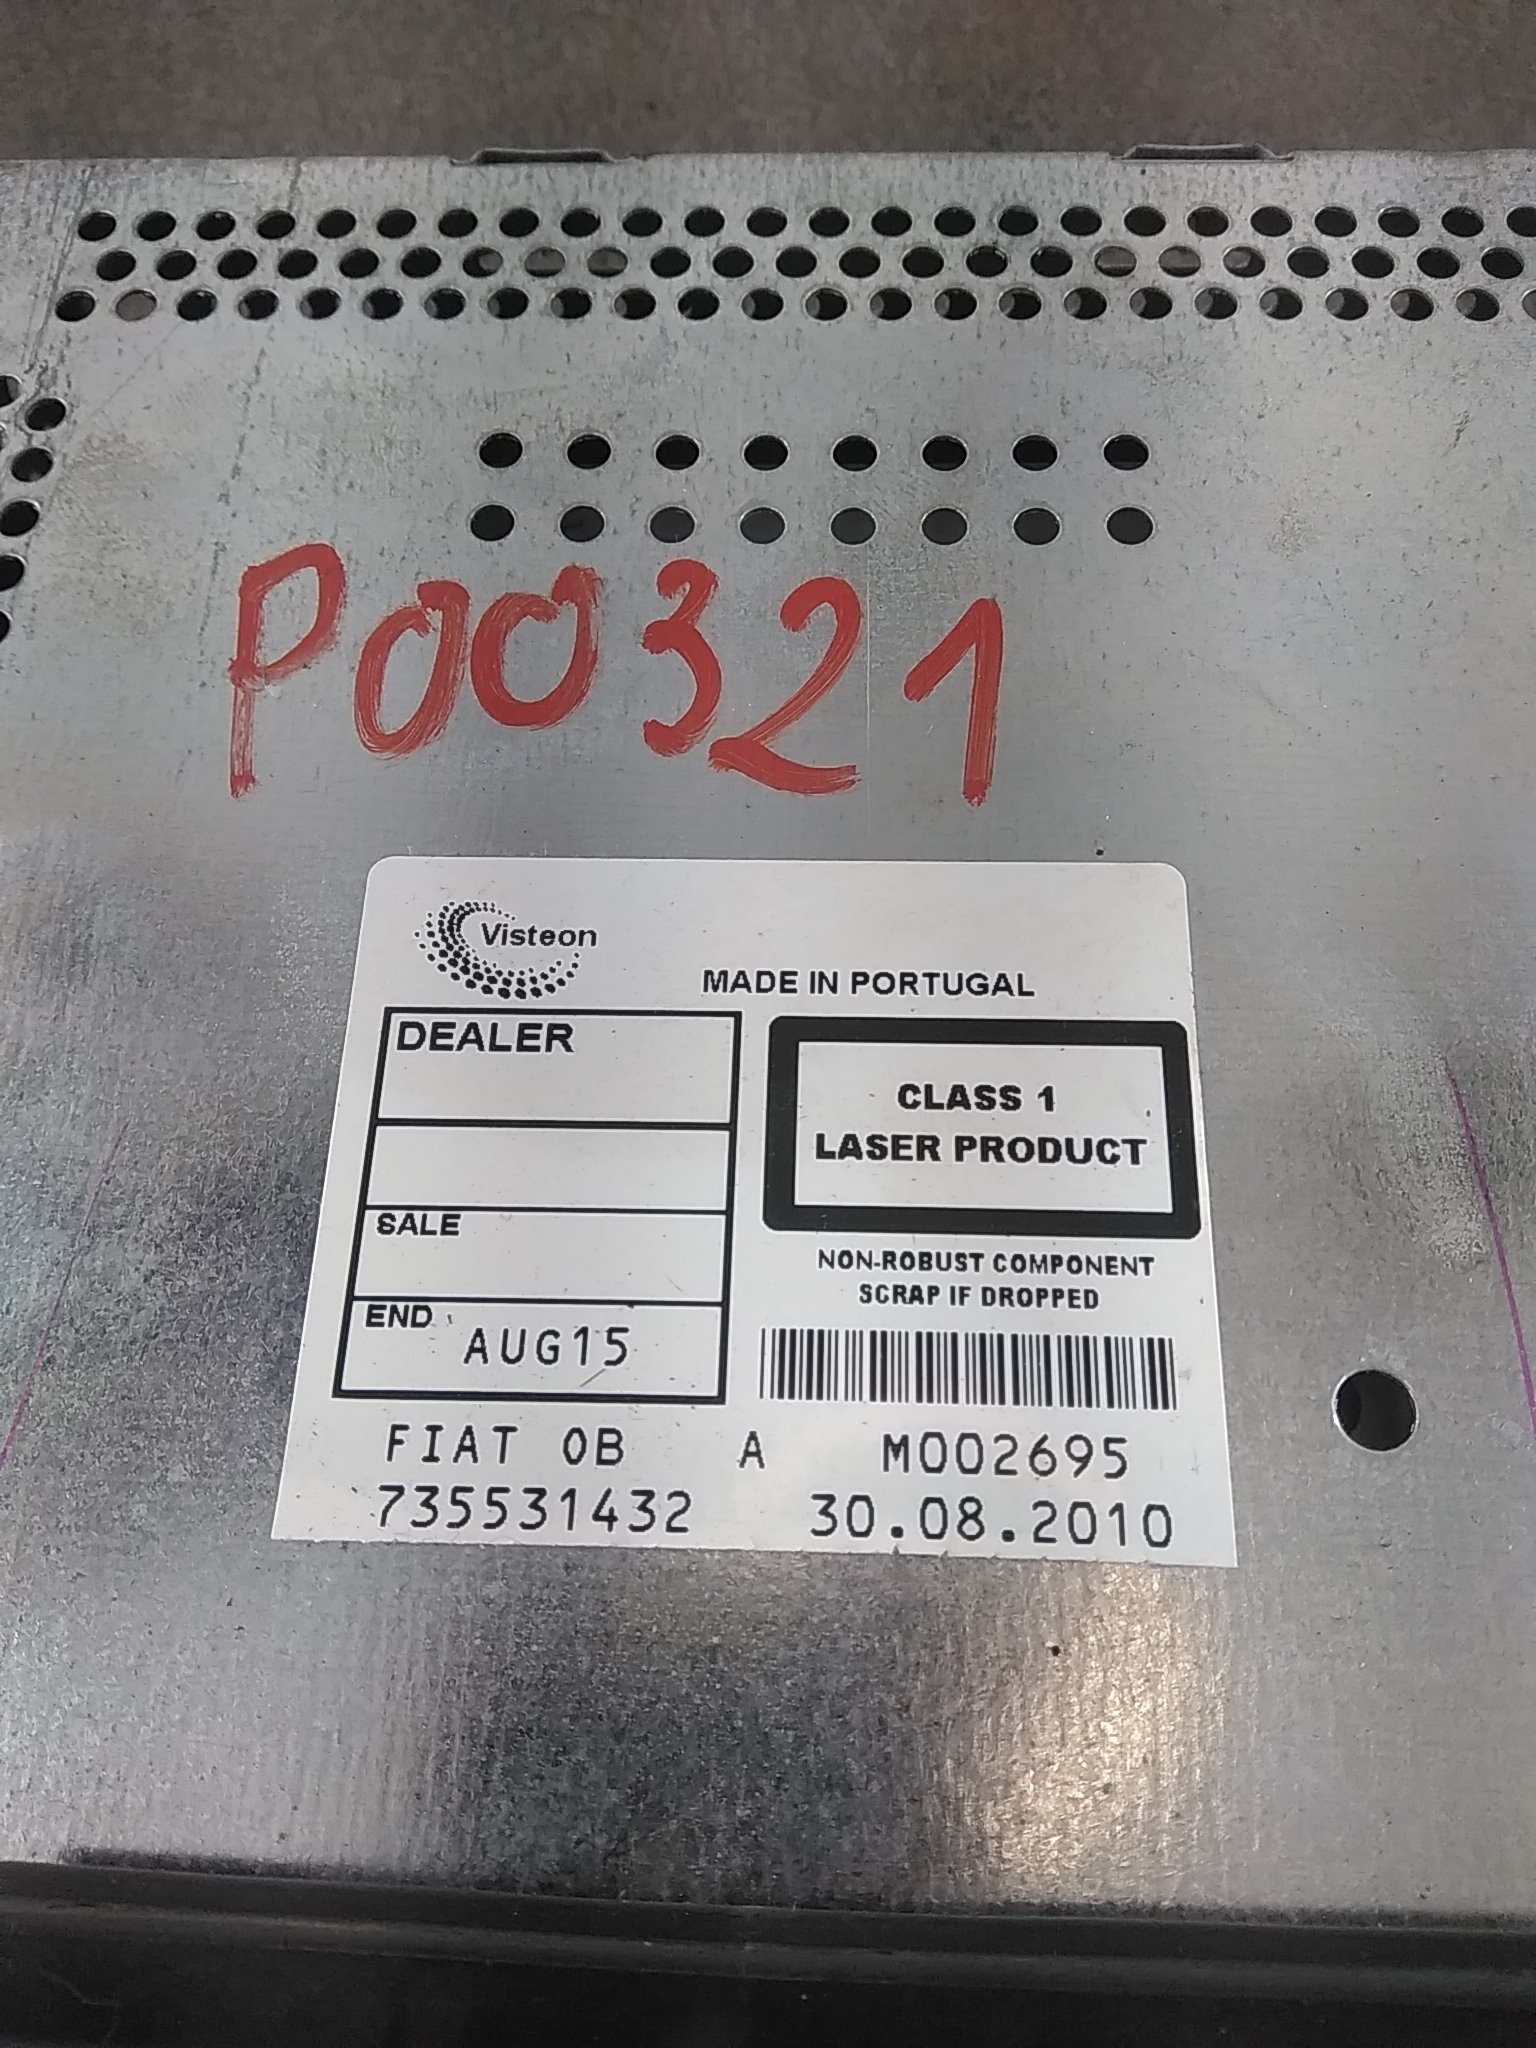 P00321
Visteon
MADE IN PORTUGAL
DEALER
CLASS 1
LASER PRODUCT
SALE
NON-ROBUST COMPONENT
SCRAP IF DROPPED
END AUG15
FIAT 0B A M002695
735531432 30.08.2010